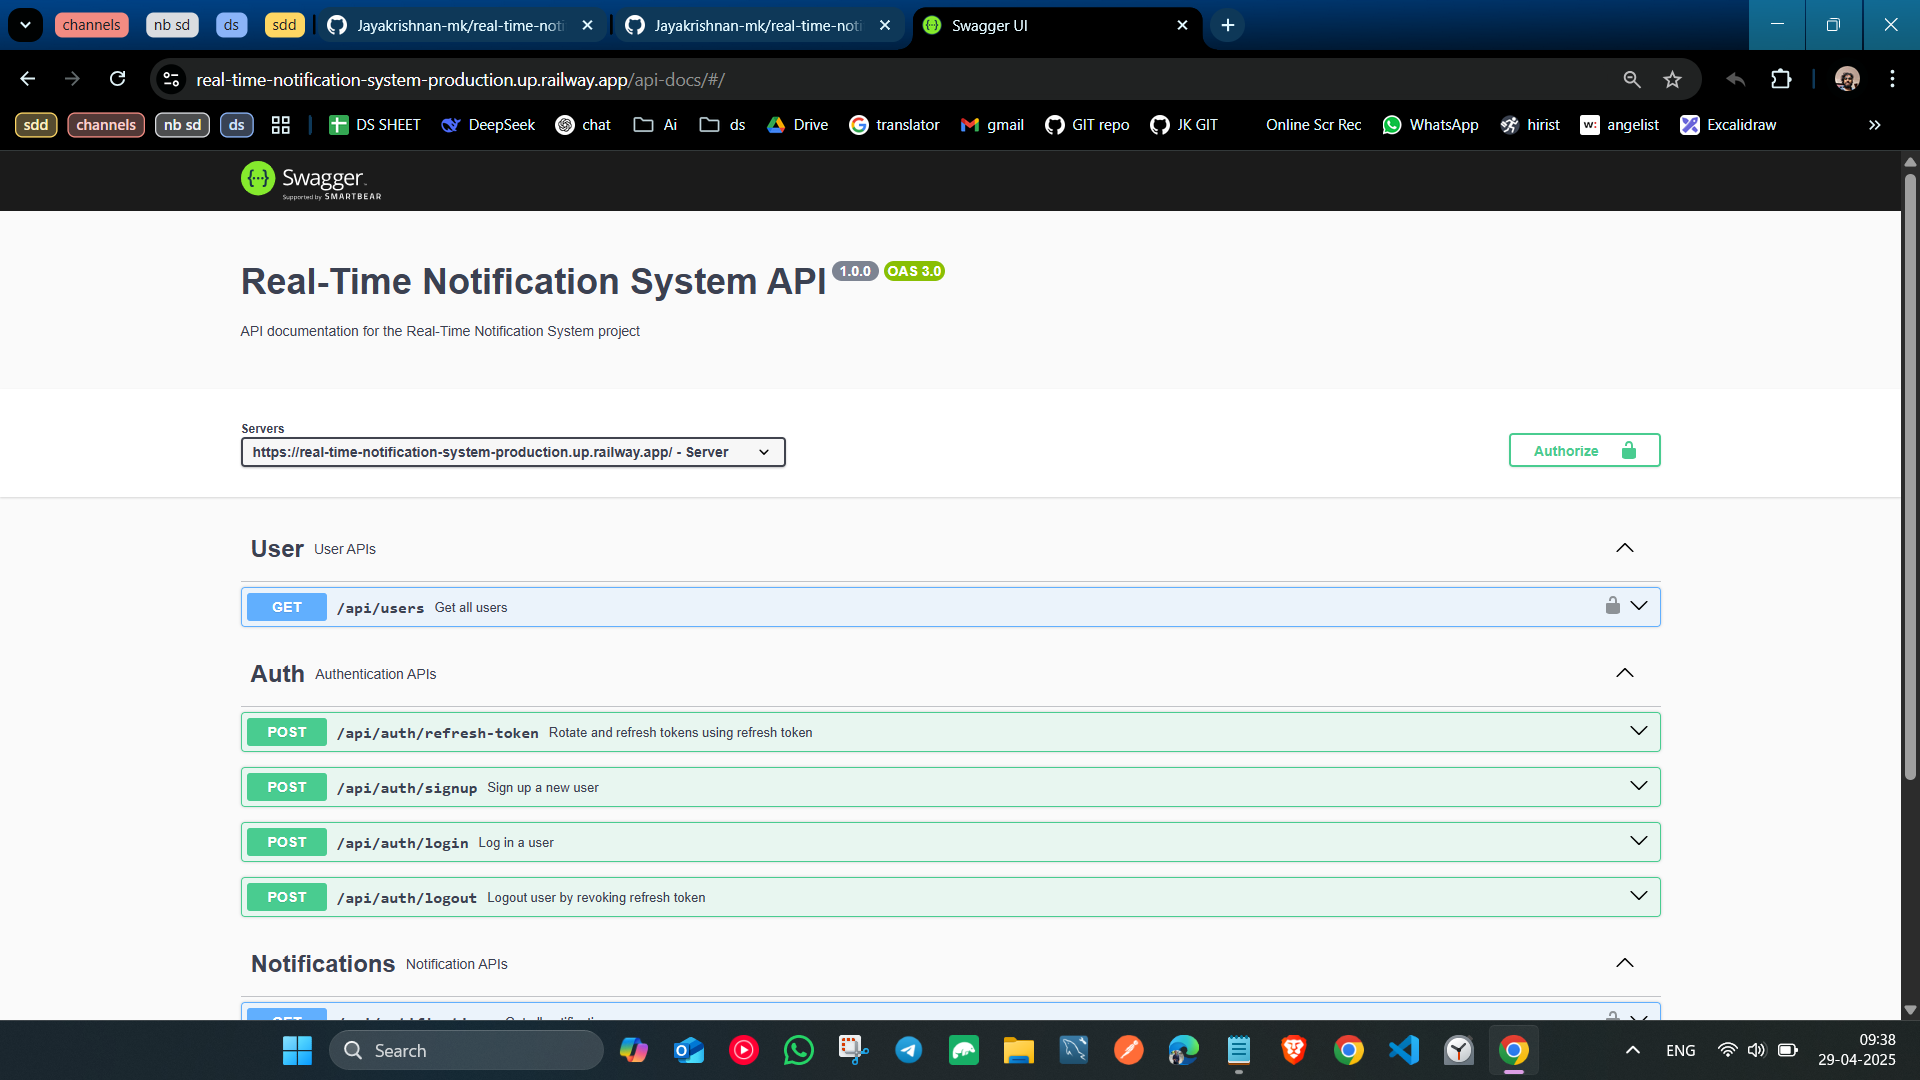 channels
nb sd
ds
sdd
Jayakrishnan-mk/real-time-noti
Jayakrishnan-mk/real-time-noti
Swagger UI
real-time-notification-system-production.up.railway.app/api-docs/#/
sdd
channels
nb sd
ds
DS SHEET
DeepSeek
chat
Ai
ds
Drive
translator
gmail
GIT repo
JK GIT
Online Scr Rec
WhatsApp
hirist
w:
angelist
Excalidraw
Swagger
Supported by SMARTBEAR
Real-Time Notification System API 1.0.0 OAS 3.0
API documentation for the Real-Time Notification System project
Servers
https://real-time-notification-system-production.up.railway.app/ - Server
Authorize
User User APIs
GET /api/users Get all users
Auth Authentication APIs
POST /api/auth/refresh-token Rotate and refresh tokens using refresh token
POST /api/auth/signup Sign up a new user
POST /api/auth/login Log in a user
POST /api/auth/logout Logout user by revoking refresh token
Notifications Notification APIs
GET
Search
ENG
09:38
29-04-2025